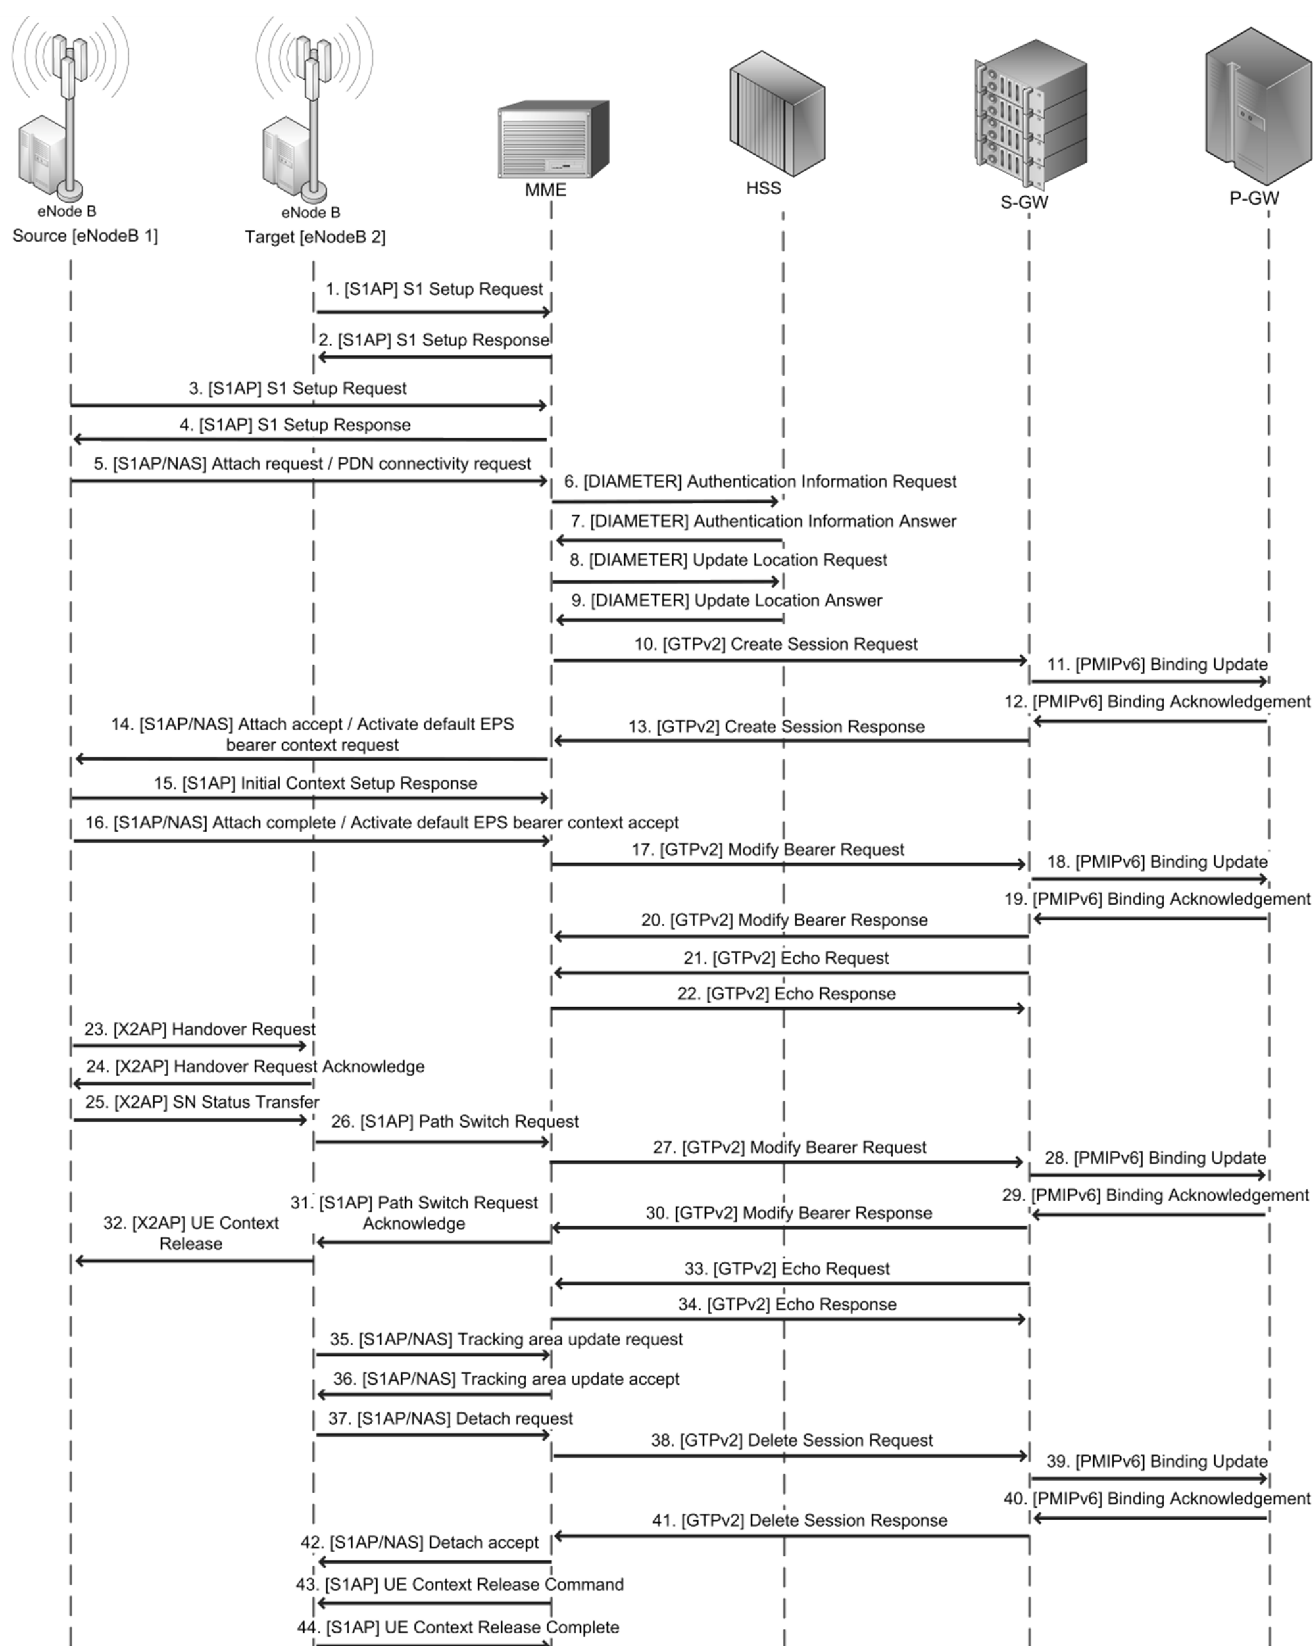 eNode B
Source [eNodeB 1]
eNode B
Target [eNodeB 2]
MME
HSS
S-GW
P-GW
1. [S1AP] S1 Setup Request
2. [S1AP] S1 Setup Response
3. [S1AP] S1 Setup Request
4. [S1AP] S1 Setup Response
5. [S1AP/NAS] Attach request / PDN connectivity request
6. [DIAMETER] Authentication Information Request
7. [DIAMETER] Authentication Information Answer
8. [DIAMETER] Update Location Request
9. [DIAMETER] Update Location Answer
10. [GTPv2] Create Session Request
11. [PMIPv6] Binding Update
12. [PMIPv6] Binding Acknowledgement
13. [GTPv2] Create Session Response
14. [S1AP/NAS] Attach accept / Activate default EPS
bearer context request
15. [S1AP] Initial Context Setup Response
16. [S1AP/NAS] Attach complete / Activate default EPS bearer context accept
17. [GTPv2] Modify Bearer Request
18. [PMIPv6] Binding Update
19. [PMIPv6] Binding Acknowledgement
20. [GTPv2] Modify Bearer Response
21. [GTPv2] Echo Request
22. [GTPv2] Echo Response
23. [X2AP] Handover Request
24. [X2AP] Handover Request Acknowledge
25. [X2AP] SN Status Transfer
26. [S1AP] Path Switch Request
27. [GTPv2] Modify Bearer Request
28. [PMIPv6] Binding Update
29. [PMIPv6] Binding Acknowledgement
30. [GTPv2] Modify Bearer Response
31. [S1AP] Path Switch Request
Acknowledge
32. [X2AP] UE Context
Release
33. [GTPv2] Echo Request
34. [GTPv2] Echo Response
35. [S1AP/NAS] Tracking area update request
36. [S1AP/NAS] Tracking area update accept
37. [S1AP/NAS] Detach request
38. [GTPv2] Delete Session Request
39. [PMIPv6] Binding Update
40. [PMIPv6] Binding Acknowledgement
41. [GTPv2] Delete Session Response
42. [S1AP/NAS] Detach accept
43. [S1AP] UE Context Release Command
44. [S1AP] UE Context Release Complete